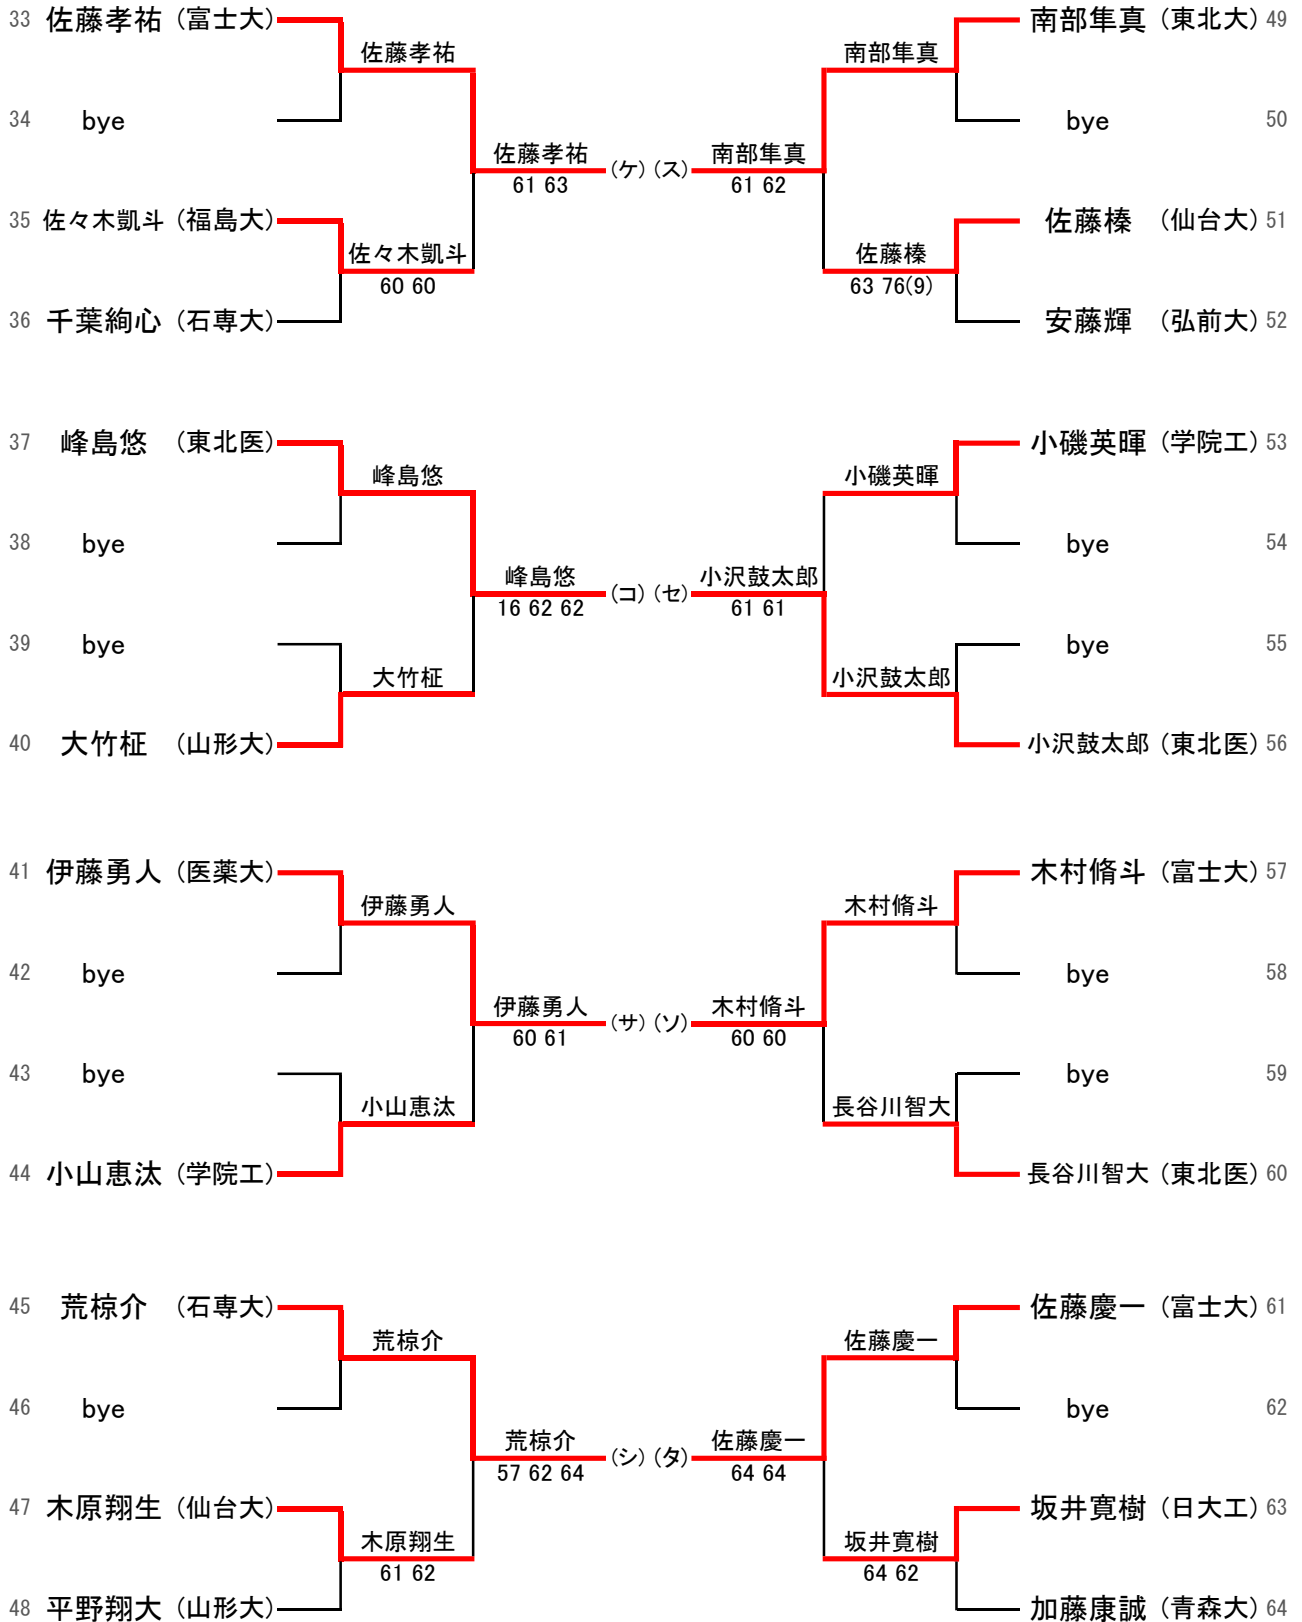 33 佐藤孝祐 (富士大)
佐藤孝祐
34 bye
佐藤孝祐 (ケ)
61 63
35 佐々木凱斗 (福島大)
佐々木凱斗
60 60
36 千葉絢心 (石専大)
37 峰島悠 (東北医)
峰島悠
38 bye
峰島悠 (コ)
16 62 62
39 bye
大竹柾
40 大竹柾 (山形大)
41 伊藤勇人 (医薬大)
伊藤勇人
42 bye
伊藤勇人 (サ)
60 61
43 bye
小山恵汰
44 小山恵汰 (学院工)
45 荒椋介 (石専大)
荒椋介
46 bye
荒椋介 (シ)
57 62 64
47 木原翔生 (仙台大)
木原翔生
61 62
48 平野翔大 (山形大)
南部隼真 (東北大) 49
南部隼真
bye 50
(ス) 南部隼真
61 62
佐藤榛 (仙台大) 51
佐藤榛
63 76(9)
安藤輝 (弘前大) 52
小磯英暉 (学院工) 53
小磯英暉
bye 54
(セ) 小沢鼓太郎
61 61
bye 55
小沢鼓太郎
小沢鼓太郎 (東北医) 56
木村脩斗 (富士大) 57
木村脩斗
bye 58
(ソ) 木村脩斗
60 60
bye 59
長谷川智大
長谷川智大 (東北医) 60
佐藤慶一 (富士大) 61
佐藤慶一
bye 62
(タ) 佐藤慶一
64 64
坂井寛樹 (日大工) 63
坂井寛樹
64 62
加藤康誠 (青森大) 64